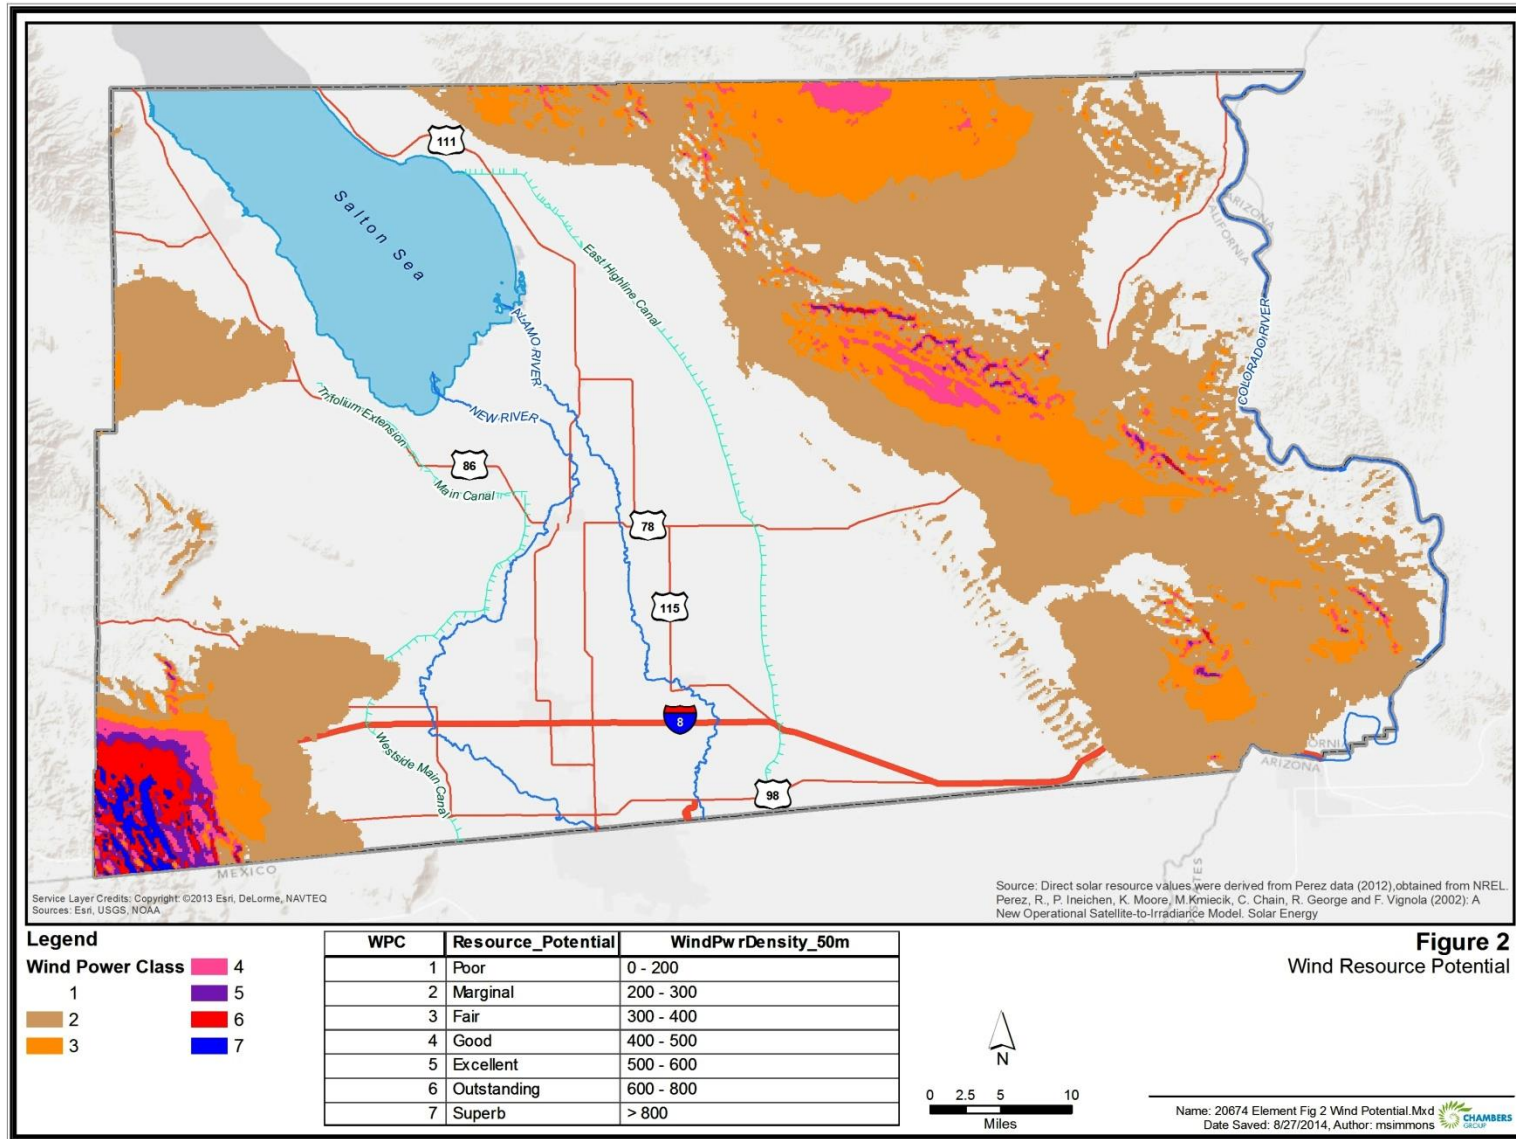 Salton Sea
111
East Highline Canal
ALAMO RIVER
NEW RIVER
Trifolium Extension
Main Canal
86
78
115
8
98
Westside Main Canal
COLORADO RIVER
ARIZONA
CALIFORNIA
ARIZONA
MEXICO
Service Layer Credits: Copyright: ©2013 Esri, DeLorme, NAVTEQ
Sources: Esri, USGS, NOAA
Source: Direct solar resource values were derived from Perez data (2012),obtained from NREL.
Perez, R., P. Ineichen, K. Moore, M.Kmiecik, C. Chain, R. George and F. Vignola (2002): A
New Operational Satellite-to-Irradiance Model. Solar Energy
Legend
Wind Power Class
1
2
3
4
5
6
7
WPC Resource_Potential WindPwrDensity_50m
1 Poor 0 - 200
2 Marginal 200 - 300
3 Fair 300 - 400
4 Good 400 - 500
5 Excellent 500 - 600
6 Outstanding 600 - 800
7 Superb > 800
N
0 2.5 5 10
Miles
Figure 2
Wind Resource Potential
Name: 20674 Element Fig 2 Wind Potential.Mxd
Date Saved: 8/27/2014, Author: msimmons
CHAMBERS
GROUP